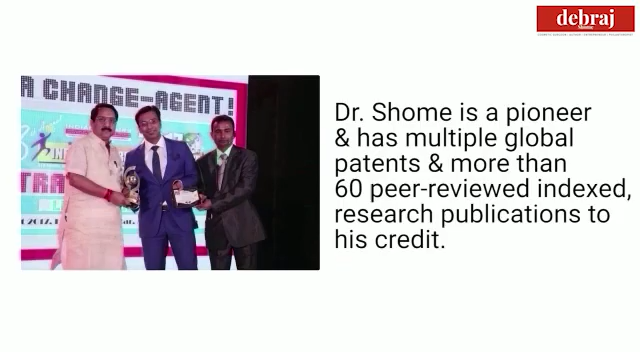 debraj
Shome
A CHANGE-AGENT!
Dr. Shome is a pioneer
& has multiple global
patents & more than
60 peer-reviewed indexed,
research publications to
his credit.